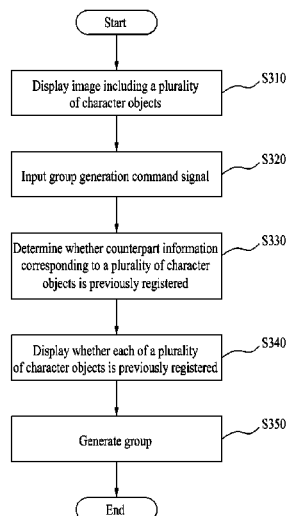 Start
Display image including a plurality
of character objects
S310
Input group generation command signal
S320
Determine whether counterpart information
corresponding to a plurality of character
objects is previously registered
S330
Display whether each of a plurality
of character objects is previously registered
S340
Generate group
S350
End